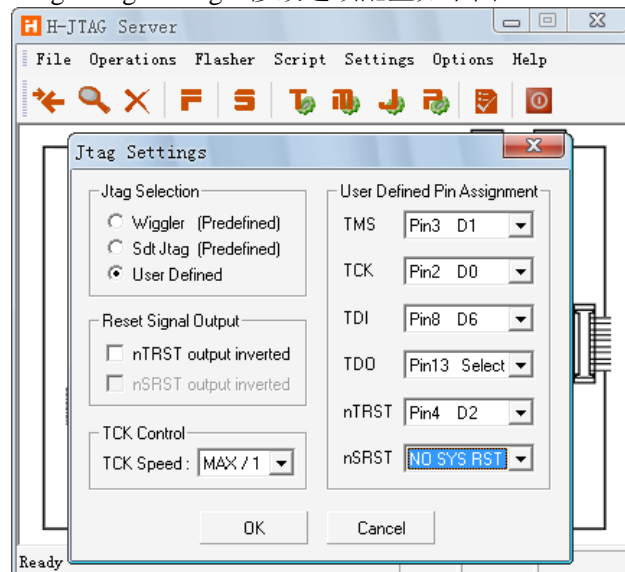 H-JTAG Server
File Operations Flasher Script Settings Options Help
Jtag Settings
Jtag Selection
Wiggler (Predefined)
Sdt Jtag (Predefined)
User Defined
Reset Signal Output
nTRST output inverted
nSRST output inverted
TCK Control
TCK Speed : MAX / 1
User Defined Pin Assignment
TMS Pin3 D1
TCK Pin2 D0
TDI Pin8 D6
TDO Pin13 Select
nTRST Pin4 D2
nSRST NO SYS RST
OK Cancel
Ready